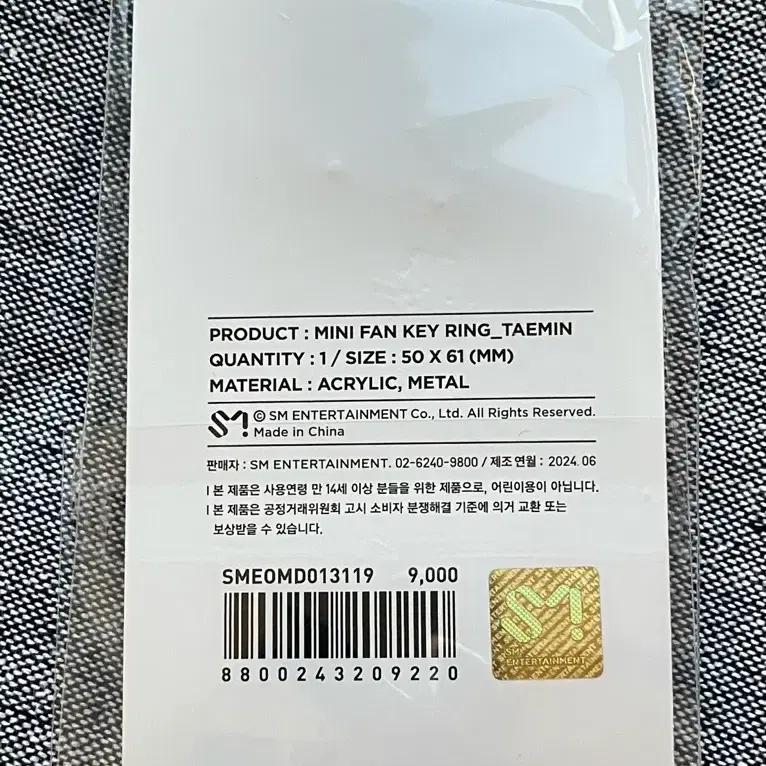 PRODUCT : MINI FAN KEY RING_TAEMIN
QUANTITY : 1 / SIZE : 50 X 61 (MM)
MATERIAL : ACRYLIC, METAL
SM! © SM ENTERTAINMENT Co., Ltd. All Rights Reserved.
Made in China
판매자 : SM ENTERTAINMENT. 02-6240-9800 / 제조연월 : 2024. 06
ㅣ본 제품은 사용연령 만 14세 이상 분들을 위한 제품으로, 어린이용이 아닙니다.
ㅣ본 제품은 공정거래위원회 고시 소비자 분쟁해결 기준에 의거 교환 또는
보상받을 수 있습니다.
SMEOMD013119 9,000
8800243209220
SM!
SM
ENTERTAINMENT